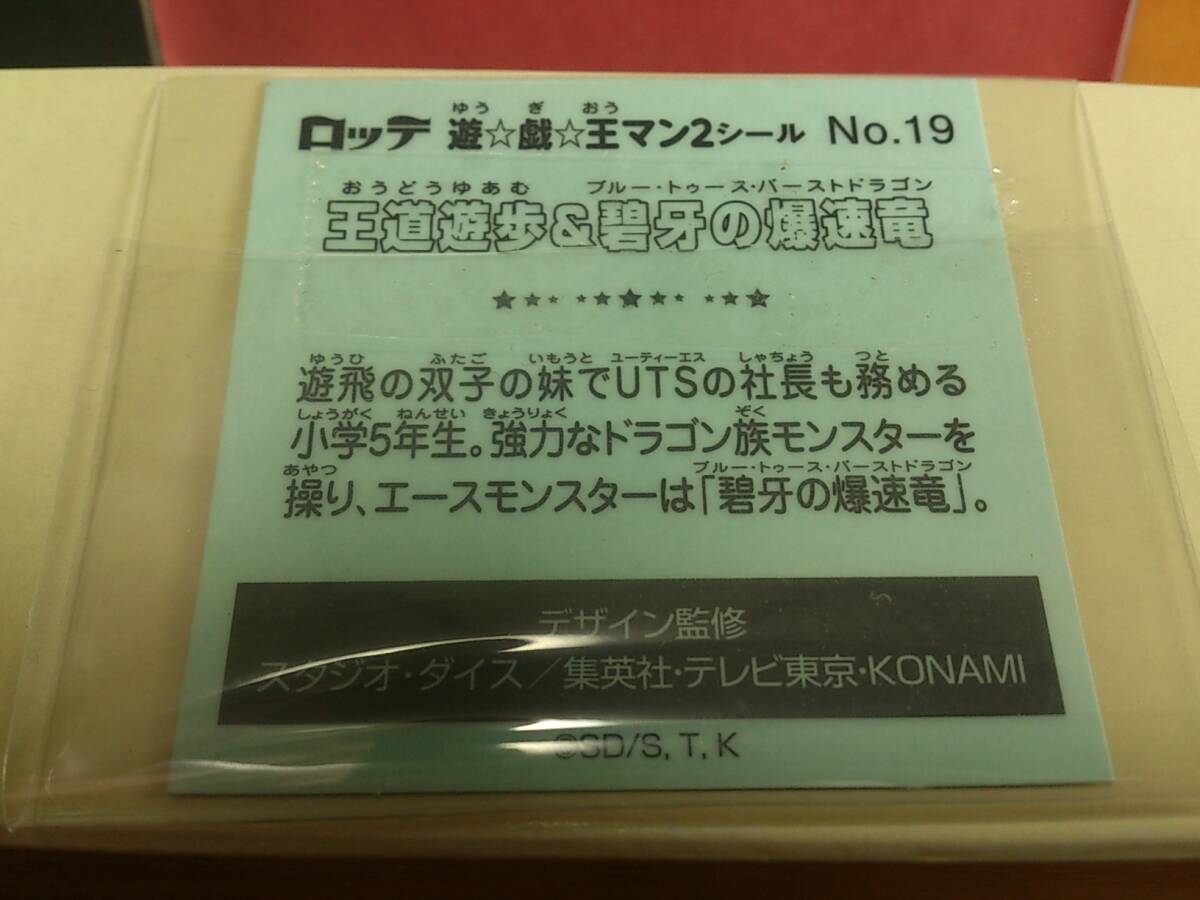 ゆう ぎ おう
ロッテ 遊☆戯☆王マン2シール No.19
おうどうゆあむ ブルー・トゥース・バーストドラゴン
王道遊歩&碧牙の爆速竜
ゆうひ ふたご いもうと ユーティーエス しゃちょう つと
遊飛の双子の妹でUTSの社長も務める
しょうがく ねんせい きょうりょく ぞく
小学5年生。強力なドラゴン族モンスターを
あやつ ブルー・トゥース・バーストドラゴン
操り、エースモンスターは「碧牙の爆速竜」。
デザイン監修
スタジオ・ダイス/集英社・テレビ東京・KONAMI
©SD/S, T, K